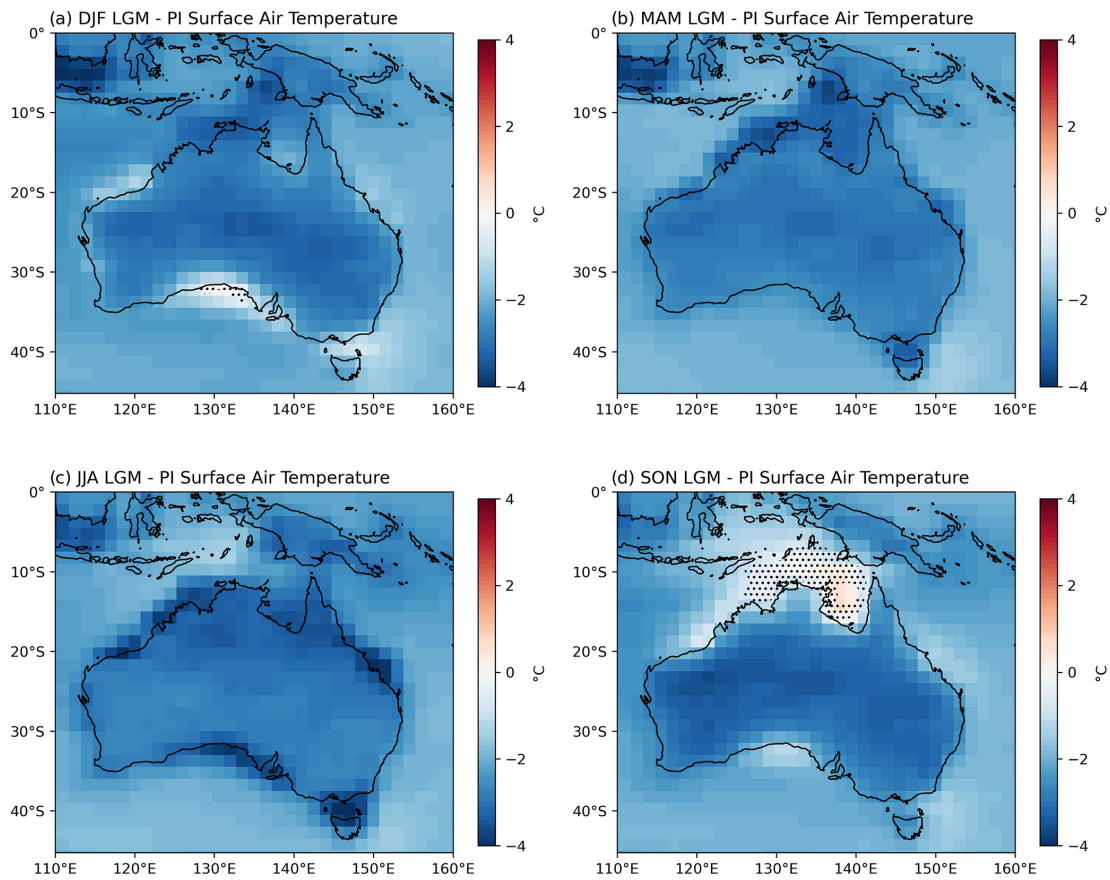 (a) DJF LGM - PI Surface Air Temperature
0°
10°S
20°S
30°S
40°S
110°E 120°E 130°E 140°E 150°E 160°E
4
2
0
−2
−4
°C
(b) MAM LGM - PI Surface Air Temperature
0°
10°S
20°S
30°S
40°S
110°E 120°E 130°E 140°E 150°E 160°E
4
2
0
−2
−4
°C
(c) JJA LGM - PI Surface Air Temperature
0°
10°S
20°S
30°S
40°S
110°E 120°E 130°E 140°E 150°E 160°E
4
2
0
−2
−4
°C
(d) SON LGM - PI Surface Air Temperature
0°
10°S
20°S
30°S
40°S
110°E 120°E 130°E 140°E 150°E 160°E
4
2
0
−2
−4
°C